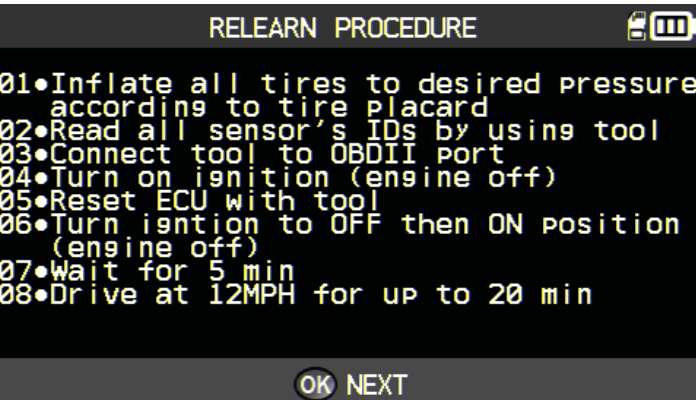 RELEARN PROCEDURE
01•Inflate all tires to desired pressure
according to tire placard
02•Read all sensor's IDs by using tool
03•Connect tool to OBDII port
04•Turn on ignition (engine off)
05•Reset ECU with tool
06•Turn igntion to OFF then ON position
(engine off)
07•Wait for 5 min
08•Drive at 12MPH for up to 20 min
OK NEXT